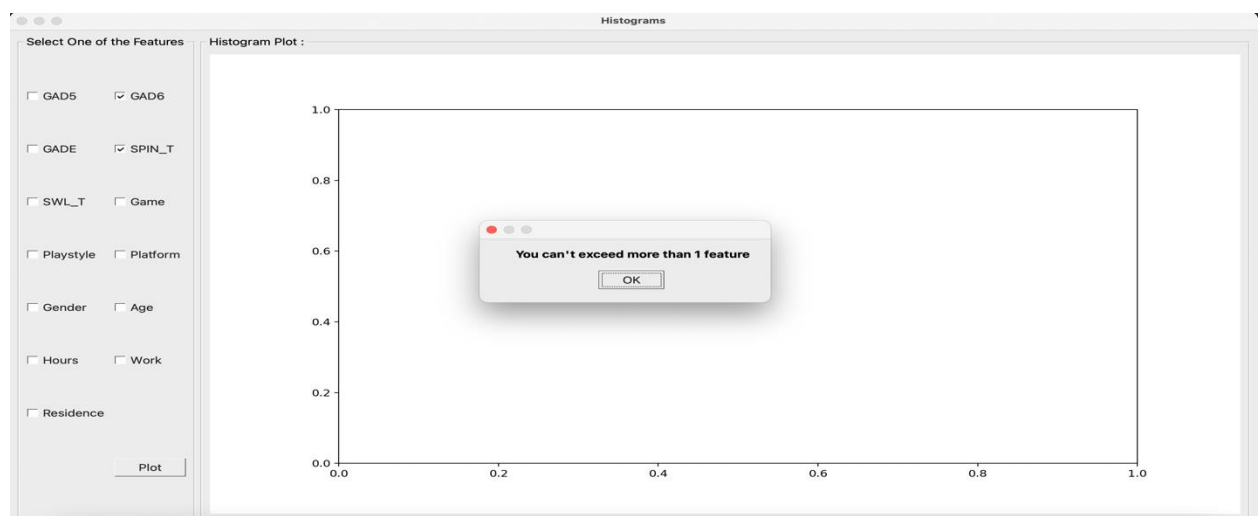 Histograms
Select One of the Features
Histogram Plot :
GAD5 GAD6
GADE SPIN_T
SWL_T Game
Playstyle Platform
Gender Age
Hours Work
Residence
Plot
1.0
0.8
0.6
0.4
0.2
0.0
0.0 0.2 0.4 0.6 0.8 1.0
You can't exceed more than 1 feature
OK